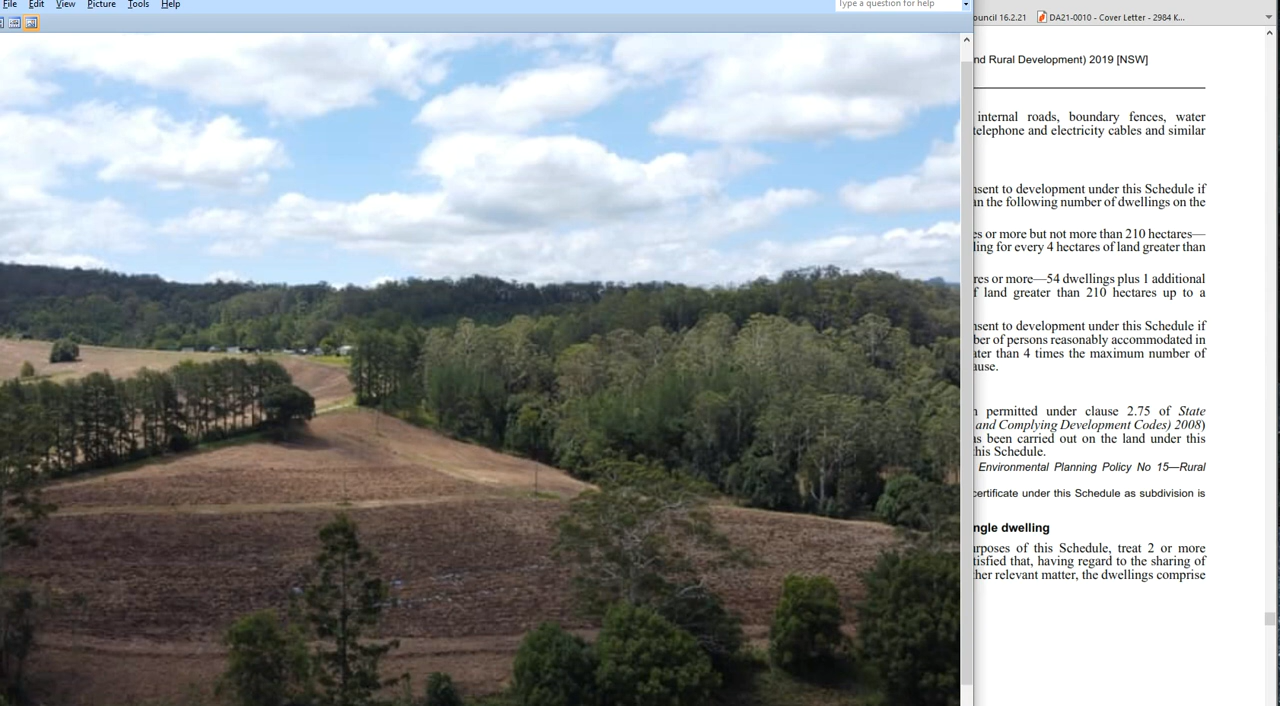 File Edit View Picture Tools Help
Type a question for help
ouncil 16.2.21 DA21-0010 - Cover Letter - 2984 K...
nd Rural Development) 2019 [NSW]
internal roads, boundary fences, water
telephone and electricity cables and similar
nsent to development under this Schedule if
an the following number of dwellings on the
es or more but not more than 210 hectares—
ling for every 4 hectares of land greater than
res or more—54 dwellings plus 1 additional
f land greater than 210 hectares up to a
nsent to development under this Schedule if
ber of persons reasonably accommodated in
ater than 4 times the maximum number of
ause.
n permitted under clause 2.75 of State
and Complying Development Codes) 2008)
as been carried out on the land under this
his Schedule.
Environmental Planning Policy No 15—Rural
certificate under this Schedule as subdivision is
ngle dwelling
urposes of this Schedule, treat 2 or more
tisfied that, having regard to the sharing of
her relevant matter, the dwellings comprise